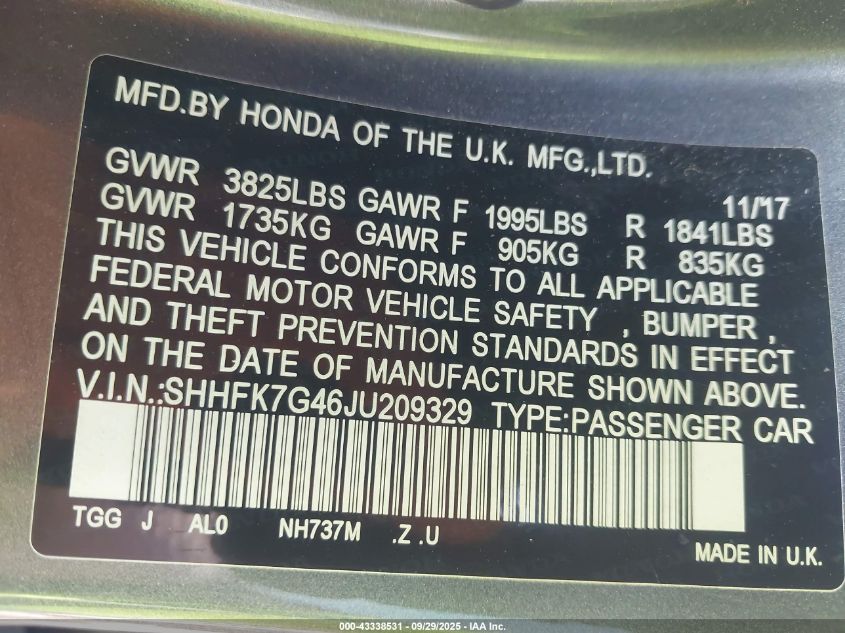 MFD.BY HONDA OF THE U.K. MFG.,LTD.
11/17
GVWR 3825LBS GAWR F 1995LBS R 1841LBS
GVWR 1735KG GAWR F 905KG R 835KG
THIS VEHICLE CONFORMS TO ALL APPLICABLE
FEDERAL MOTOR VEHICLE SAFETY , BUMPER ,
AND THEFT PREVENTION STANDARDS IN EFFECT
ON THE DATE OF MANUFACTURE SHOWN ABOVE.
V.I.N.:SHHFK7G46JU209329 TYPE:PASSENGER CAR
TGG J AL0 NH737M .Z .U
MADE IN U.K.
000-43338531 - 09/29/2025 - IAA Inc.